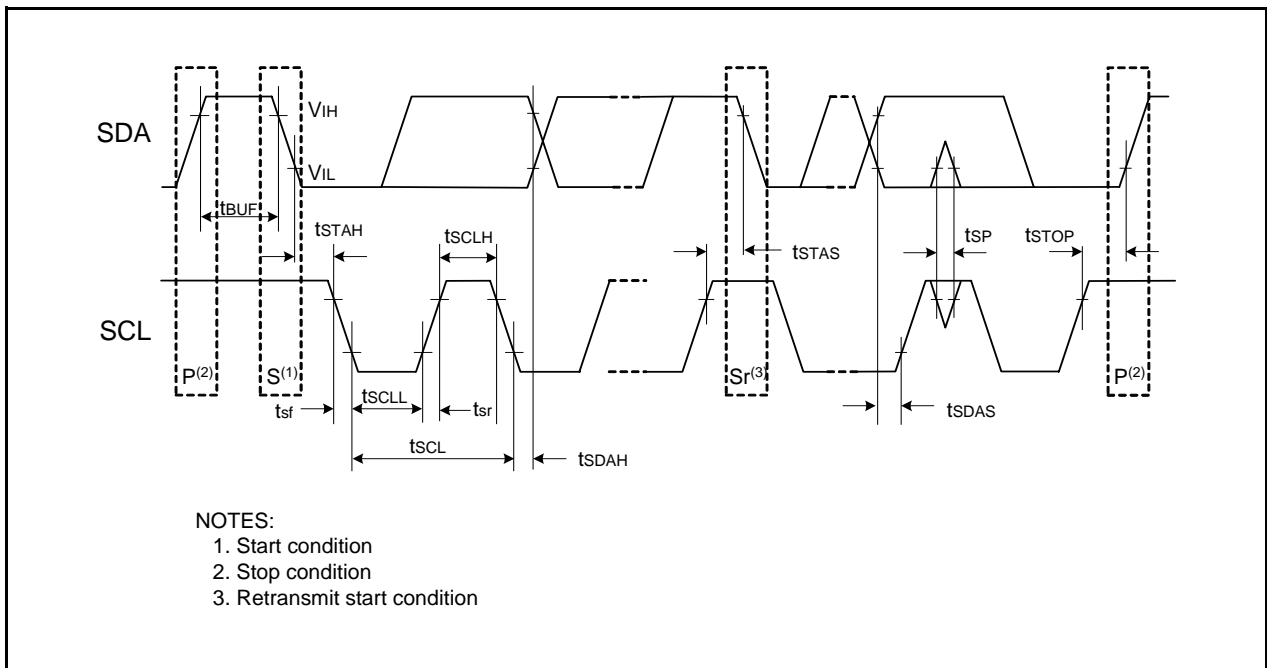 SDA
VIH
VIL
tBUF
tSTAH
tSCLH
tSTAS
tSP
tSTOP
SCL
P(2)
S(1)
Sr(3)
P(2)
tsf
tSCLL
tsr
tSCL
tSDAH
tSDAS
NOTES:
1. Start condition
2. Stop condition
3. Retransmit start condition